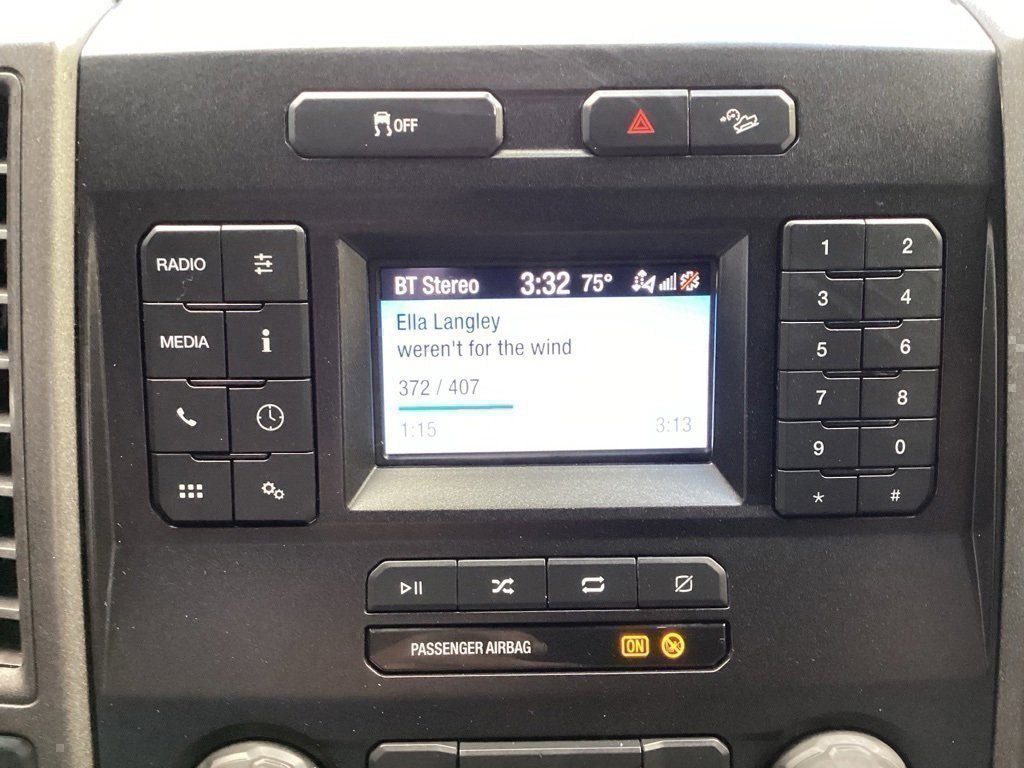 OFF
RADIO
MEDIA
i
BT Stereo 3:32 75°
Ella Langley
weren't for the wind
372 / 407
1:15 3:13
1 2
3 4
5 6
7 8
9 0
* #
PASSENGER AIRBAG ON